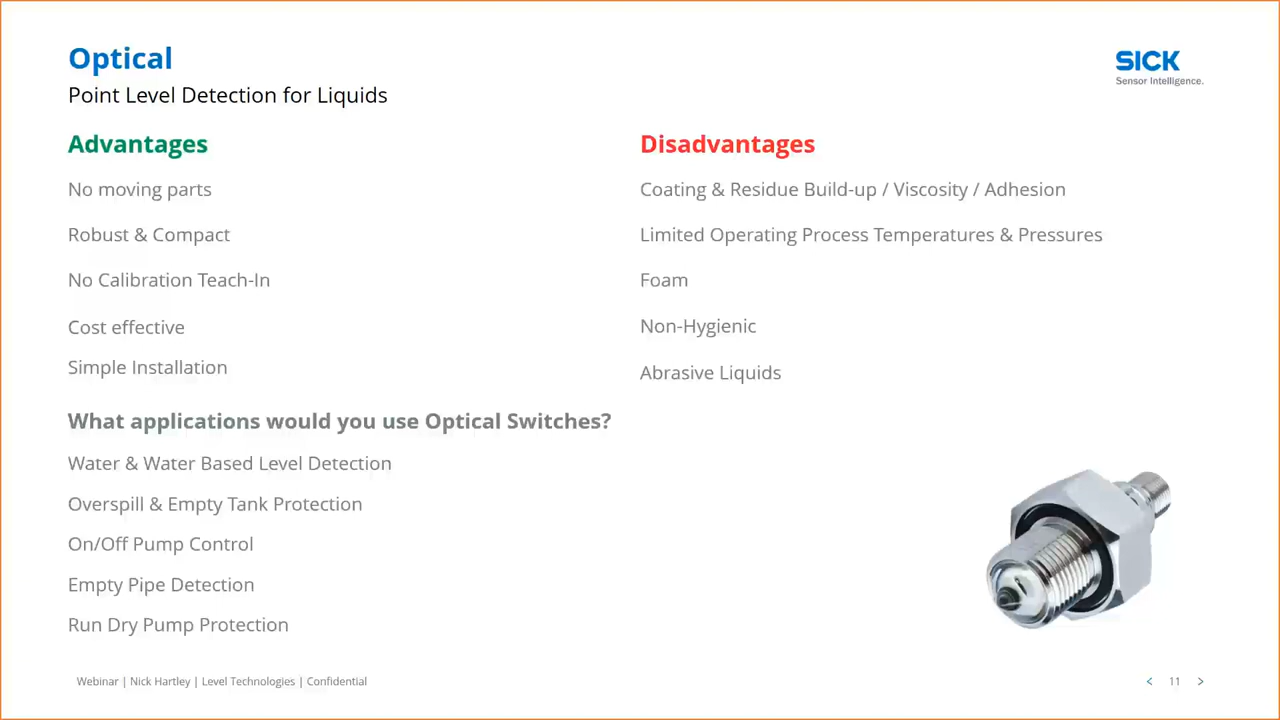 Optical
Point Level Detection for Liquids
SICK
Sensor Intelligence.
Advantages
No moving parts
Robust & Compact
No Calibration Teach-In
Cost effective
Simple Installation
Disadvantages
Coating & Residue Build-up / Viscosity / Adhesion
Limited Operating Process Temperatures & Pressures
Foam
Non-Hygienic
Abrasive Liquids
What applications would you use Optical Switches?
Water & Water Based Level Detection
Overspill & Empty Tank Protection
On/Off Pump Control
Empty Pipe Detection
Run Dry Pump Protection
Webinar | Nick Hartley | Level Technologies | Confidential
< 11 >